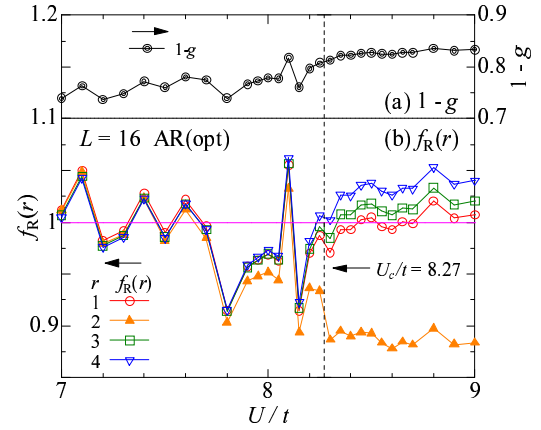 1.2
0.9
1-g
0.8
1 - g
(a) 1 - g
1.1
0.7
L = 16 AR(opt)
(b) fR(r)
fR(r)
1
Uc/t = 8.27
r fR(r)
1
2
3
4
0.9
7
8
9
U / t